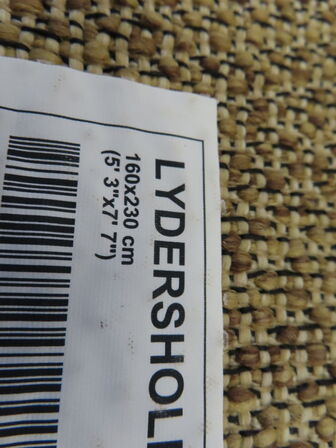 LYDERSHOL
160x230 cm
(5' 3"x7' 7")